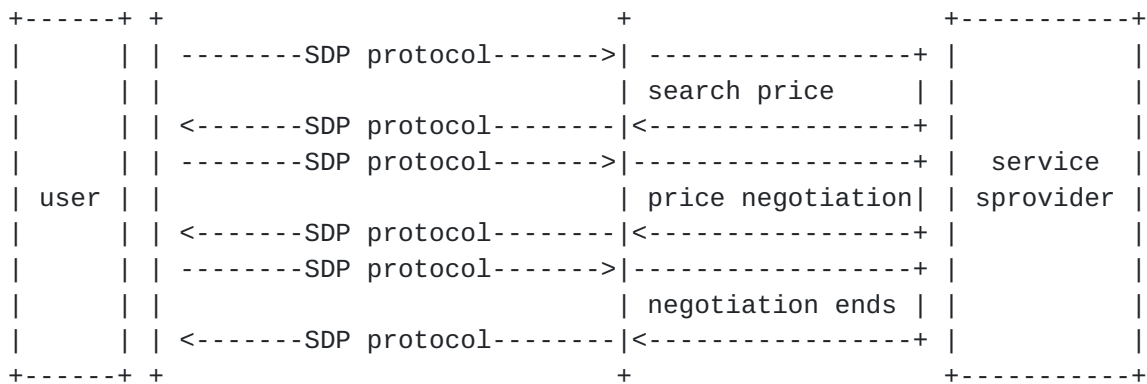 +------+ + + +-----------+
| | | --------SDP protocol------->| -----------------+ | |
| | | | search price | | |
| | | <-------SDP protocol--------|<-----------------+ | |
| | | --------SDP protocol------->|------------------+ | service |
| user | | | price negotiation| | sprovider |
| | | <-------SDP protocol--------|<-----------------+ | |
| | | --------SDP protocol------->|------------------+ | |
| | | | negotiation ends | | |
| | | <-------SDP protocol--------|<-----------------+ | |
+------+ + + +-----------+